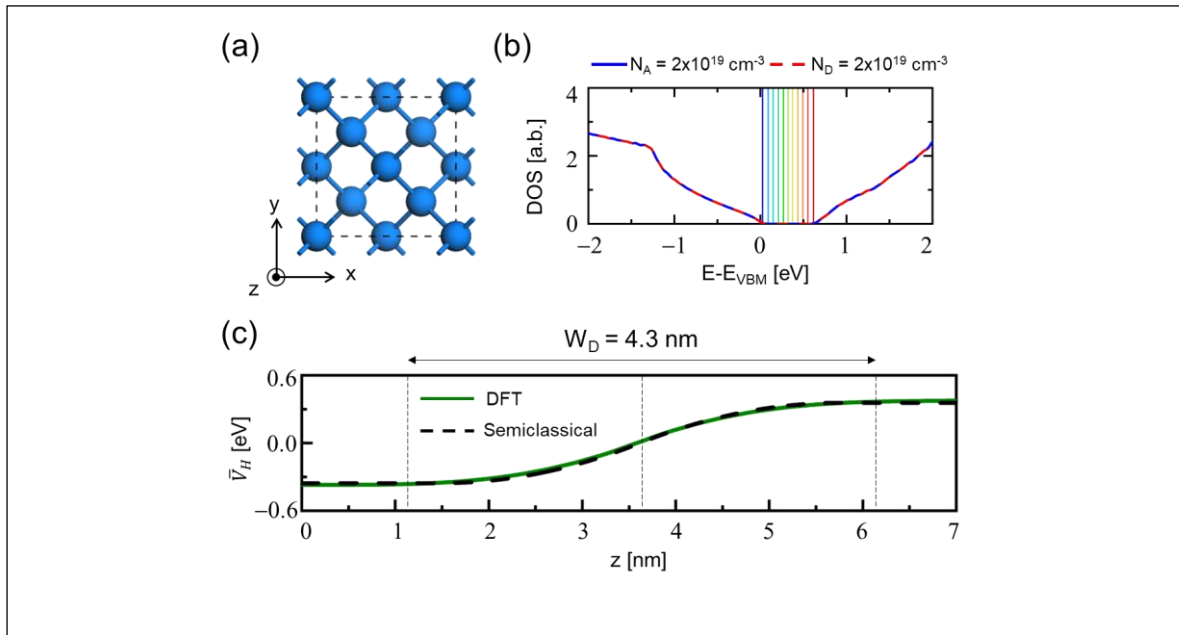 (a)
y
z
x
(b)
N_A = 2x10^19 cm^-3 N_D = 2x10^19 cm^-3
DOS [a.b.]
4
2
0
−2 −1 0 1 2
E-E_VBM [eV]
(c)
W_D = 4.3 nm
V̄_H [eV]
0.6
0.0
−0.6
DFT
Semiclassical
0 1 2 3 4 5 6 7
z [nm]